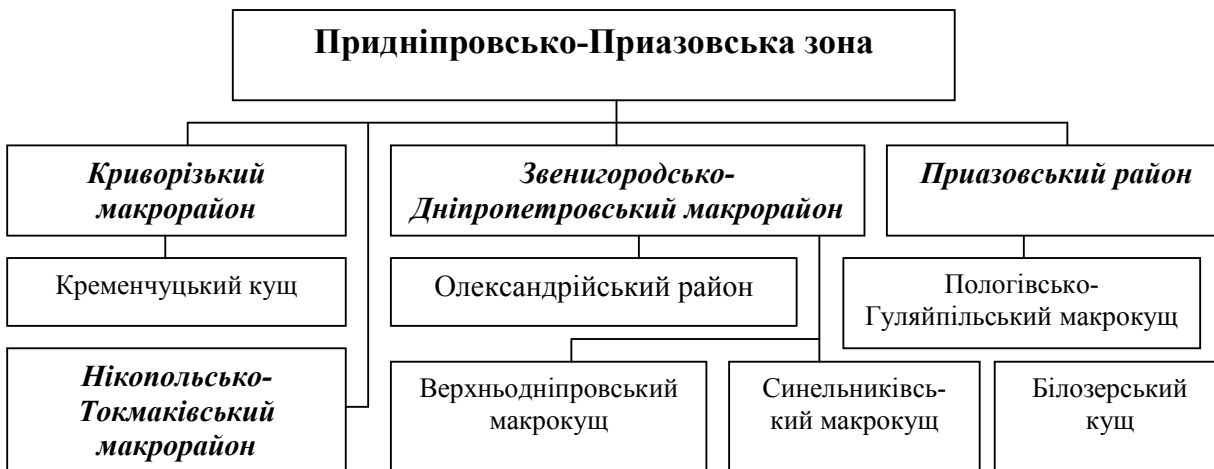 Придніпровсько-Приазовська зона
Криворізький
макрорайон
Звенигородсько-
Дніпропетровський макрорайон
Приазовський район
Кременчуцький кущ
Олександрійський район
Пологівсько-
Гуляйпільський макрокущ
Нікопольсько-
Токмаківський
макрорайон
Верхньодніпровський
макрокущ
Синельниківсь-
кий макрокущ
Білозерський
кущ